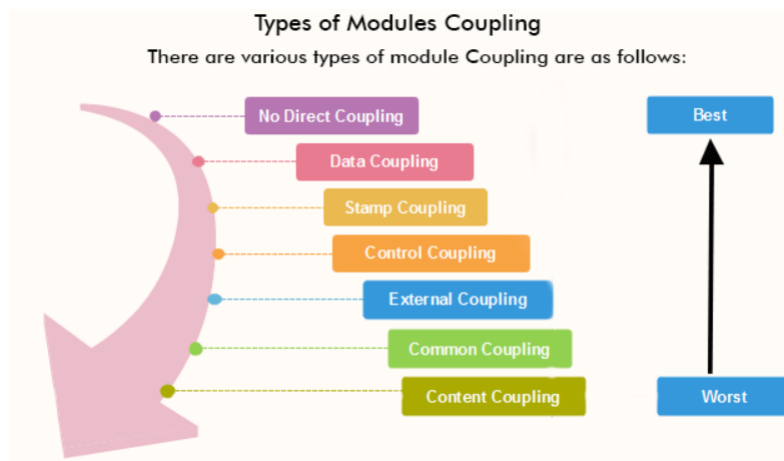 Types of Modules Coupling
There are various types of module Coupling are as follows:
No Direct Coupling
Best
Data Coupling
Stamp Coupling
Control Coupling
External Coupling
Common Coupling
Content Coupling
Worst